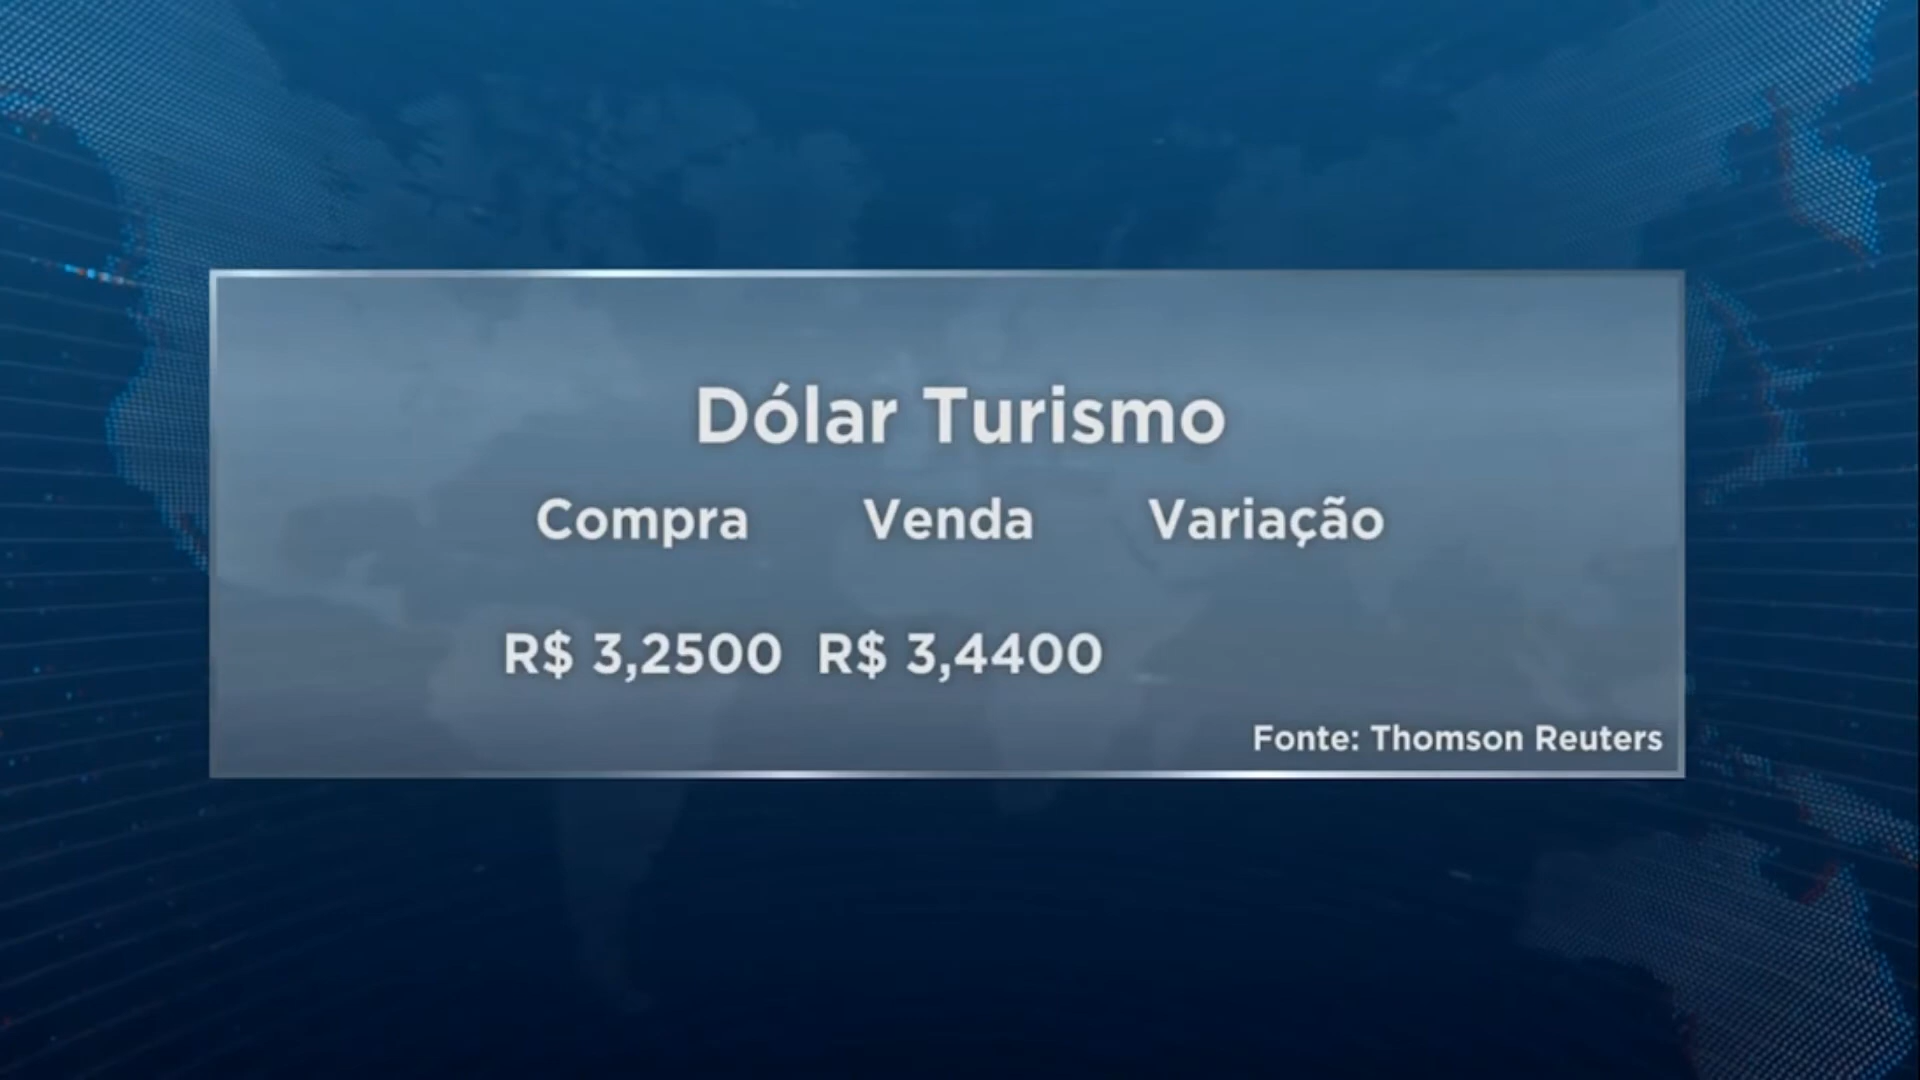 Dólar Turismo
Compra Venda Variação
R$ 3,2500 R$ 3,4400
Fonte: Thomson Reuters